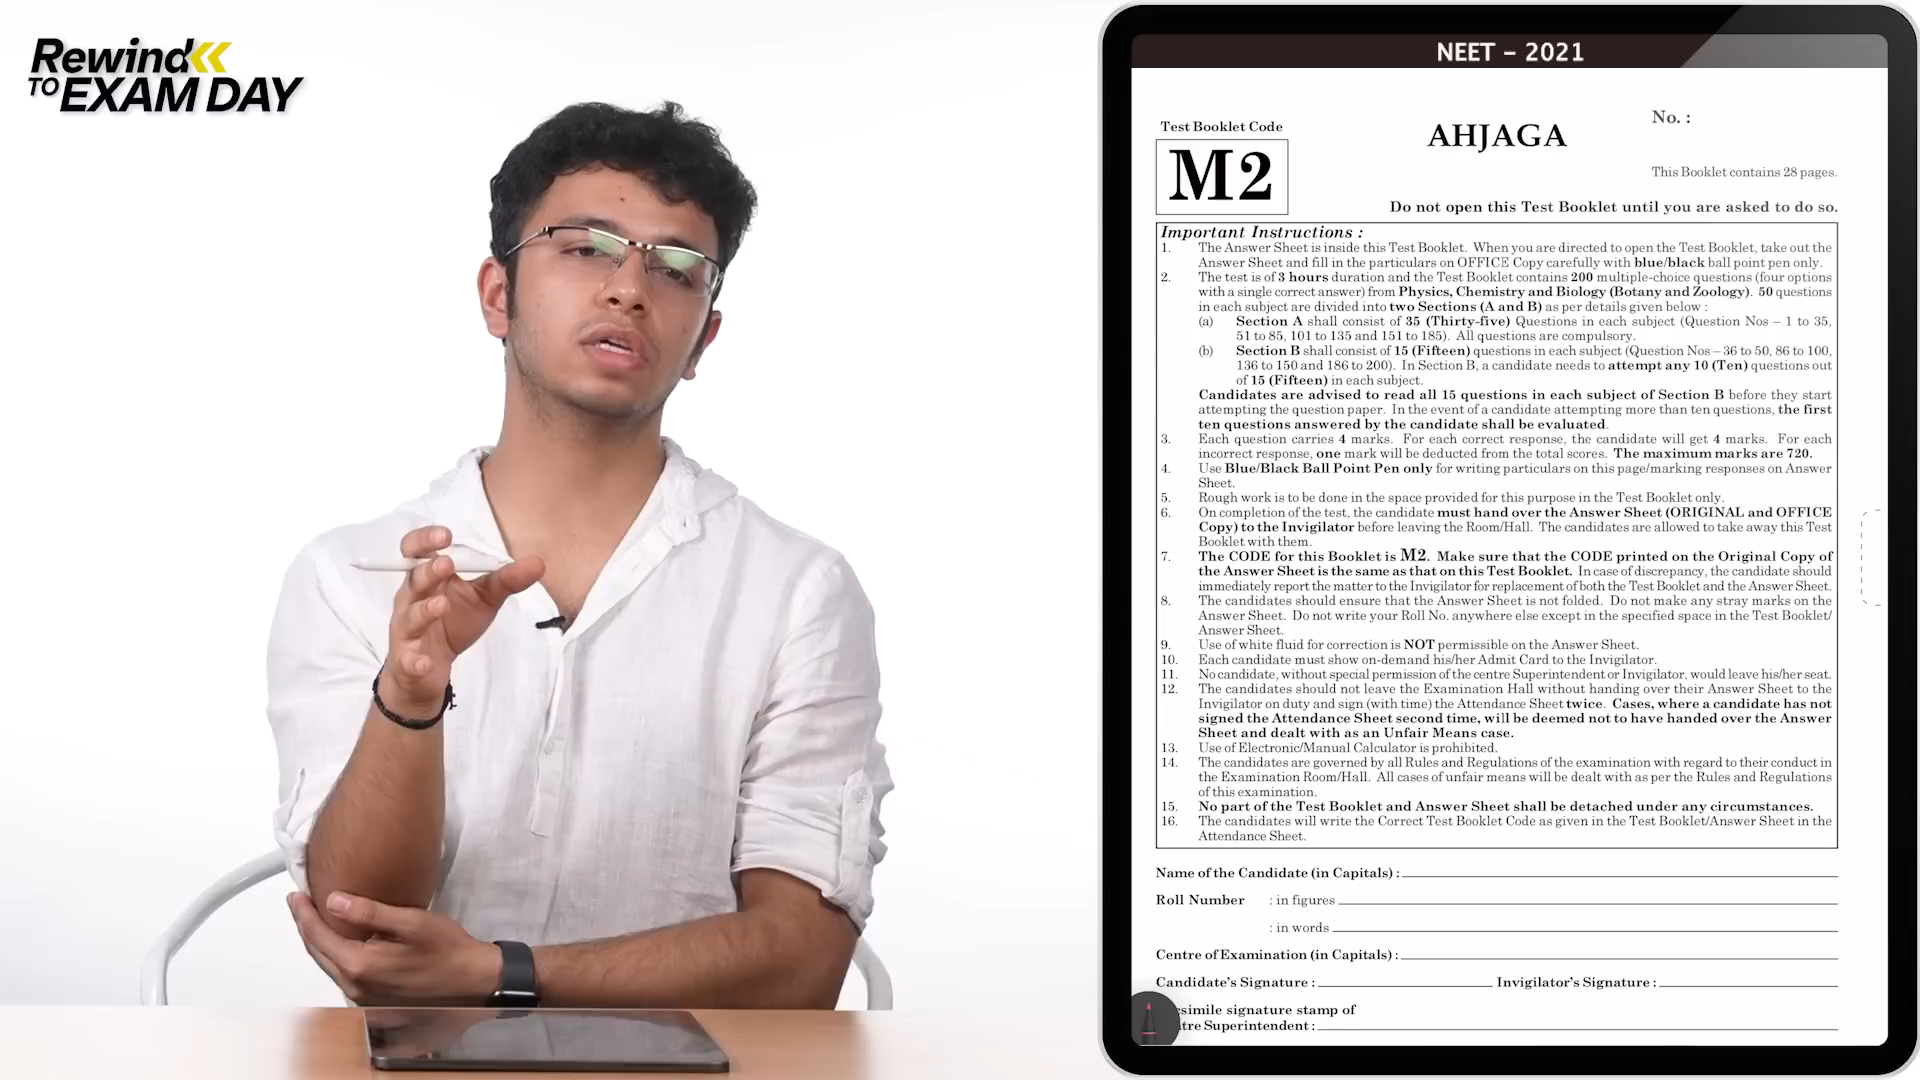 Rewind
TO EXAM DAY
NEET – 2021
Test Booklet Code
M2
AHJAGA
No. :
This Booklet contains 28 pages.
Do not open this Test Booklet until you are asked to do so.
Important Instructions :
1. The Answer Sheet is inside this Test Booklet. When you are directed to open the Test Booklet, take out the
Answer Sheet and fill in the particulars on OFFICE Copy carefully with blue/black ball point pen only.
2. The test is of 3 hours duration and the Test Booklet contains 200 multiple-choice questions (four options
with a single correct answer) from Physics, Chemistry and Biology (Botany and Zoology). 50 questions
in each subject are divided into two Sections (A and B) as per details given below :
(a) Section A shall consist of 35 (Thirty-five) Questions in each subject (Question Nos – 1 to 35,
51 to 85, 101 to 135 and 151 to 185). All questions are compulsory.
(b) Section B shall consist of 15 (Fifteen) questions in each subject (Question Nos – 36 to 50, 86 to 100,
136 to 150 and 186 to 200). In Section B, a candidate needs to attempt any 10 (Ten) questions out
of 15 (Fifteen) in each subject.
Candidates are advised to read all 15 questions in each subject of Section B before they start
attempting the question paper. In the event of a candidate attempting more than ten questions, the first
ten questions answered by the candidate shall be evaluated.
3. Each question carries 4 marks. For each correct response, the candidate will get 4 marks. For each
incorrect response, one mark will be deducted from the total scores. The maximum marks are 720.
4. Use Blue/Black Ball Point Pen only for writing particulars on this page/marking responses on Answer
Sheet.
5. Rough work is to be done in the space provided for this purpose in the Test Booklet only.
6. On completion of the test, the candidate must hand over the Answer Sheet (ORIGINAL and OFFICE
Copy) to the Invigilator before leaving the Room/Hall. The candidates are allowed to take away this Test
Booklet with them.
7. The CODE for this Booklet is M2. Make sure that the CODE printed on the Original Copy of
the Answer Sheet is the same as that on this Test Booklet. In case of discrepancy, the candidate should
immediately report the matter to the Invigilator for replacement of both the Test Booklet and the Answer Sheet.
8. The candidates should ensure that the Answer Sheet is not folded. Do not make any stray marks on the
Answer Sheet. Do not write your Roll No. anywhere else except in the specified space in the Test Booklet/
Answer Sheet.
9. Use of white fluid for correction is NOT permissible on the Answer Sheet.
10. Each candidate must show on-demand his/her Admit Card to the Invigilator.
11. No candidate, without special permission of the centre Superintendent or Invigilator, would leave his/her seat.
12. The candidates should not leave the Examination Hall without handing over their Answer Sheet to the
Invigilator on duty and sign (with time) the Attendance Sheet twice. Cases, where a candidate has not
signed the Attendance Sheet second time, will be deemed not to have handed over the Answer
Sheet and dealt with as an Unfair Means case.
13. Use of Electronic/Manual Calculator is prohibited.
14. The candidates are governed by all Rules and Regulations of the examination with regard to their conduct in
the Examination Room/Hall. All cases of unfair means will be dealt with as per the Rules and Regulations
of this examination.
15. No part of the Test Booklet and Answer Sheet shall be detached under any circumstances.
16. The candidates will write the Correct Test Booklet Code as given in the Test Booklet/Answer Sheet in the
Attendance Sheet.
Name of the Candidate (in Capitals) :
Roll Number : in figures
: in words
Centre of Examination (in Capitals) :
Candidate's Signature : Invigilator's Signature :
signature stamp of
Superintendent :